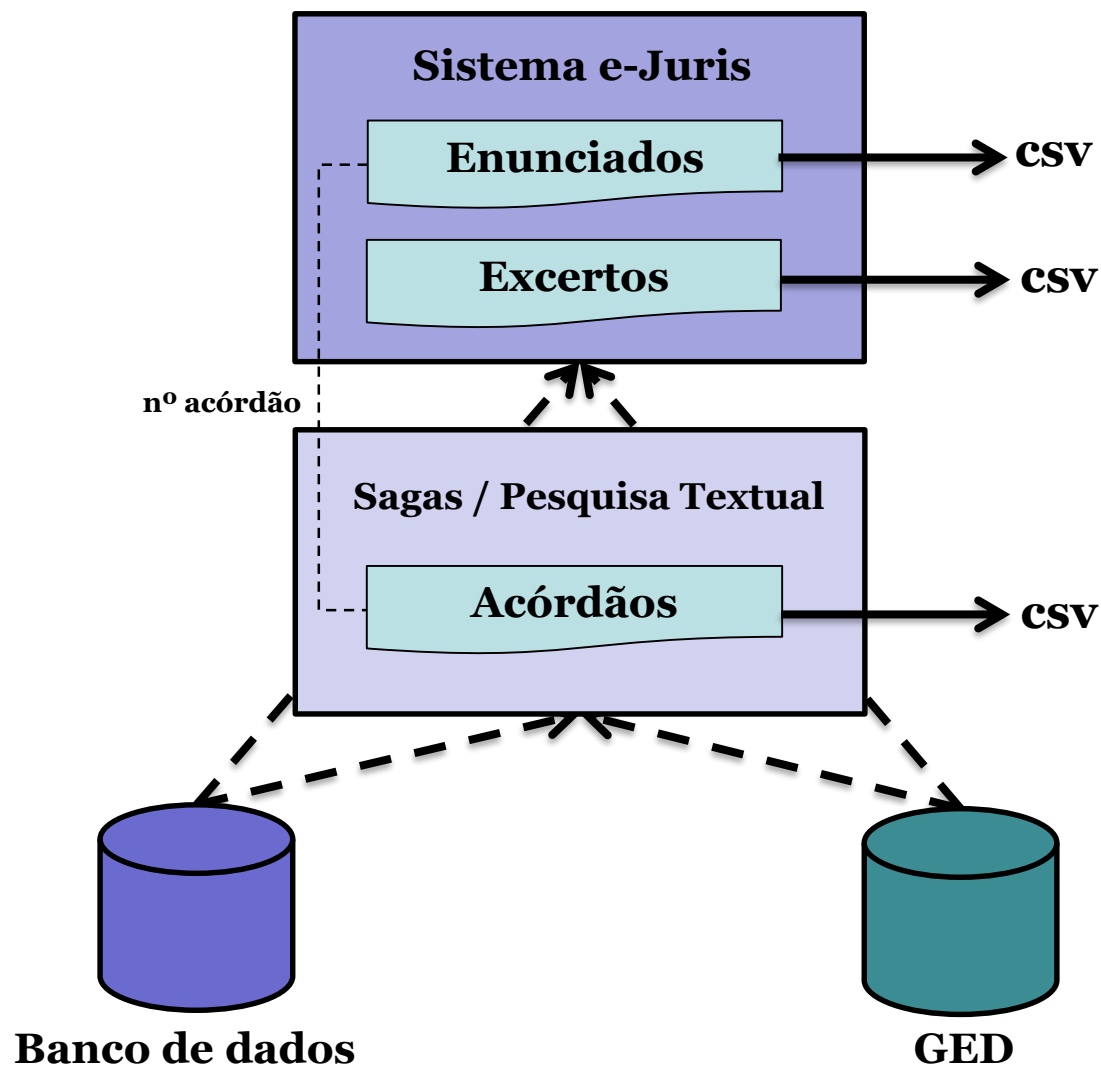 Sistema e-Juris
Enunciados
csv
Excertos
csv
nº acórdão
Sagas / Pesquisa Textual
Acórdãos
csv
Banco de dados
GED